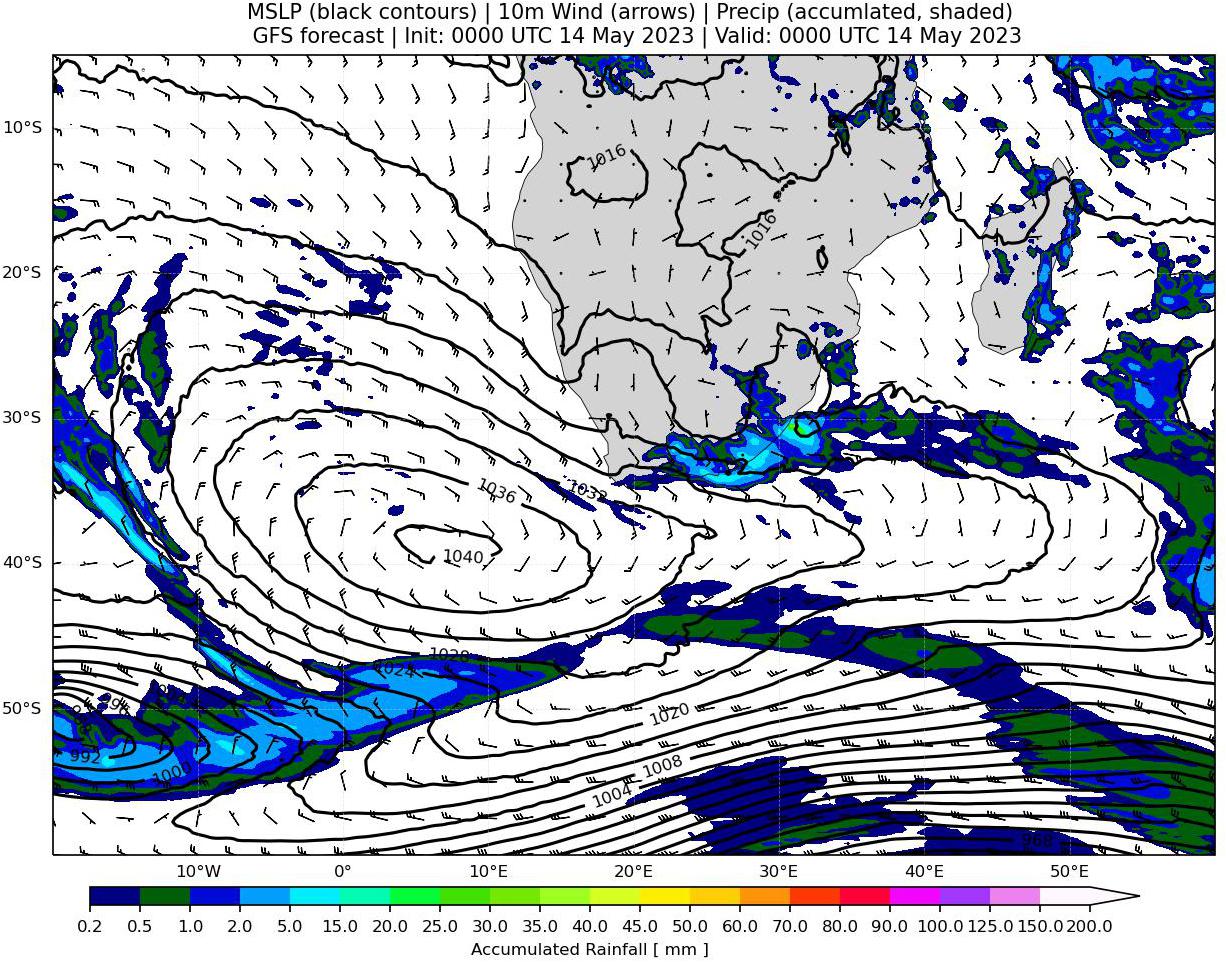 MSLP (black contours) | 10m Wind (arrows) | Precip (accumlated, shaded)
GFS forecast | Init: 0000 UTC 14 May 2023 | Valid: 0000 UTC 14 May 2023
10°S
1016
1016
20°S
30°S
1036
1032
40°S
1040
1028
1024
996
50°S
1020
992
1000
1008
1004
968
10°W 0° 10°E 20°E 30°E 40°E 50°E
0.2 0.5 1.0 2.0 5.0 10.0 15.0 20.0 25.0 30.0 35.0 40.0 45.0 50.0 60.0 70.0 80.0 90.0 100.0 125.0 150.0 200.0
Accumulated Rainfall [ mm ]